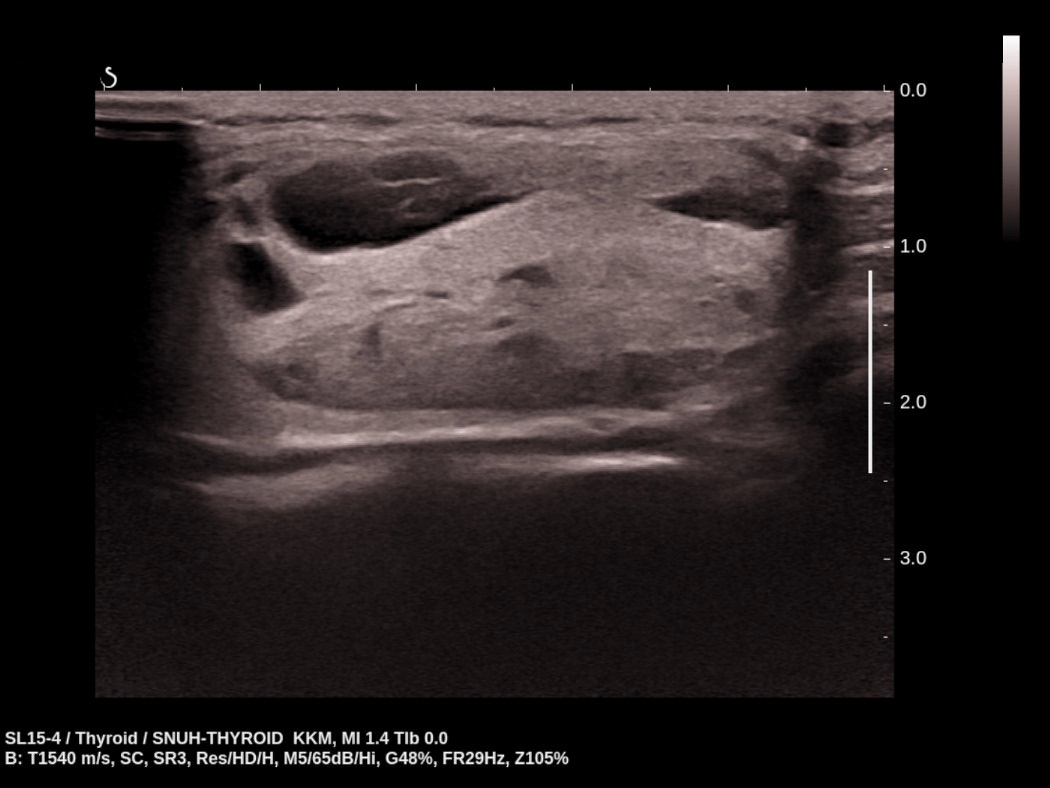 S
0.0
1.0
2.0
3.0
SL15-4 / Thyroid / SNUH-THYROID KKM, MI 1.4 TIb 0.0
B: T1540 m/s, SC, SR3, Res/HD/H, M5/65dB/Hi, G48%, FR29Hz, Z105%